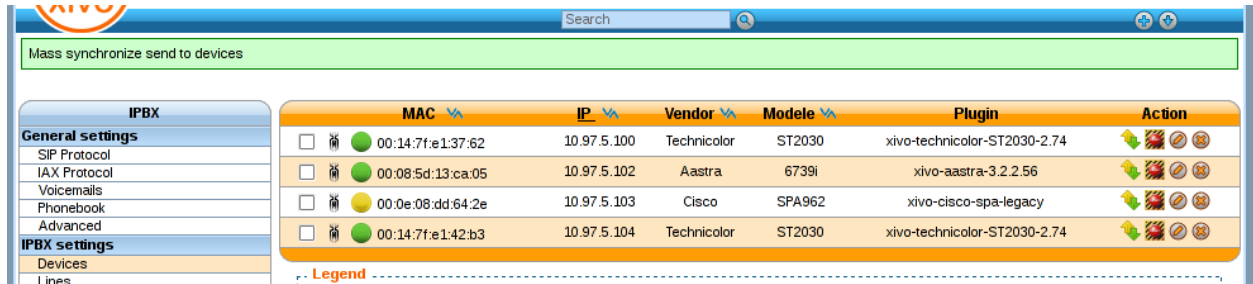 XIVO
Search
Mass synchronize send to devices
IPBX
General settings
SIP Protocol
IAX Protocol
Voicemails
Phonebook
Advanced
IPBX settings
Devices
Lines
MAC IP Vendor Modele Plugin Action
00:14:7f:e1:37:62 10.97.5.100 Technicolor ST2030 xivo-technicolor-ST2030-2.74
00:08:5d:13:ca:05 10.97.5.102 Aastra 6739i xivo-aastra-3.2.2.56
00:0e:08:dd:64:2e 10.97.5.103 Cisco SPA962 xivo-cisco-spa-legacy
00:14:7f:e1:42:b3 10.97.5.104 Technicolor ST2030 xivo-technicolor-ST2030-2.74
Legend